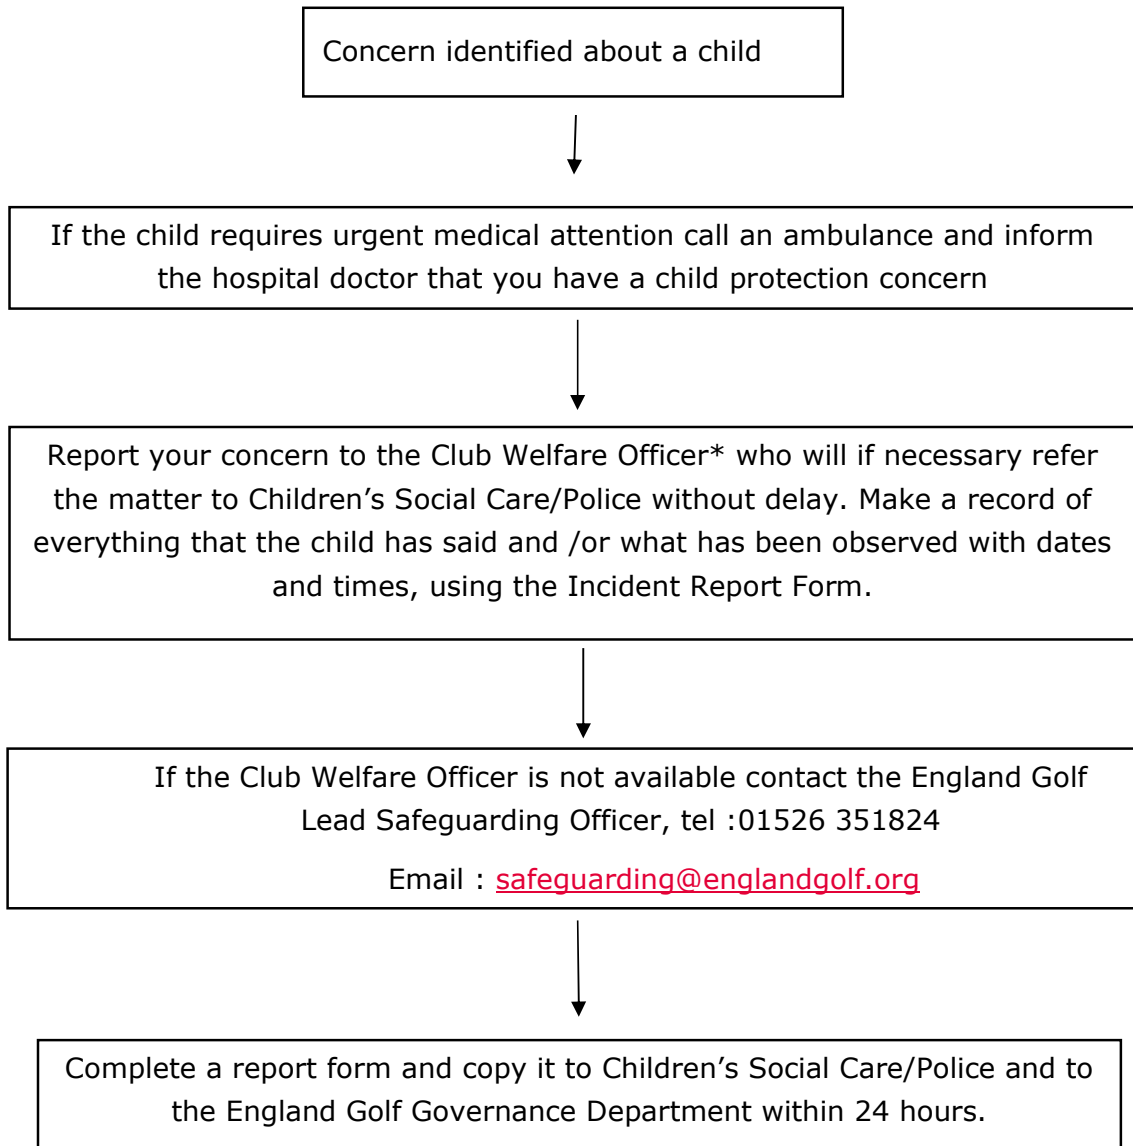 Concern identified about a child
If the child requires urgent medical attention call an ambulance and inform
the hospital doctor that you have a child protection concern
Report your concern to the Club Welfare Officer* who will if necessary refer
the matter to Children’s Social Care/Police without delay. Make a record of
everything that the child has said and /or what has been observed with dates
and times, using the Incident Report Form.
If the Club Welfare Officer is not available contact the England Golf
Lead Safeguarding Officer, tel :01526 351824
Email : safeguarding@englandgolf.org
Complete a report form and copy it to Children’s Social Care/Police and to
the England Golf Governance Department within 24 hours.